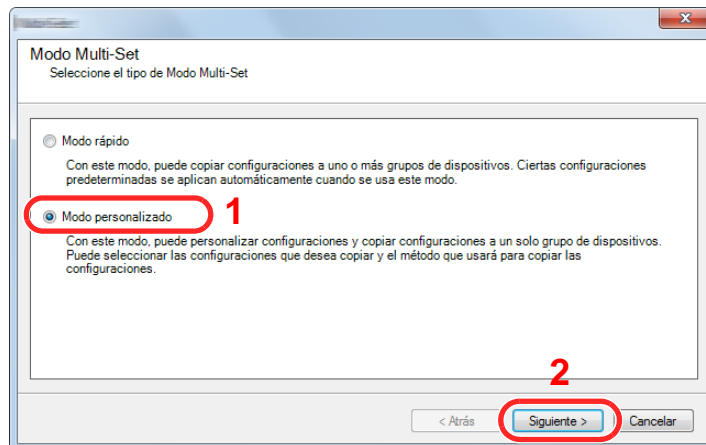 Modo Multi-Set
Seleccione el tipo de Modo Multi-Set
Modo rápido
Con este modo, puede copiar configuraciones a uno o más grupos de dispositivos. Ciertas configuraciones
predeterminadas se aplican automáticamente cuando se usa este modo.
Modo personalizado
1
Con este modo, puede personalizar configuraciones y copiar configuraciones a un solo grupo de dispositivos.
Puede seleccionar las configuraciones que desea copiar y el método que usará para copiar las
configuraciones.
2
< Atrás Siguiente > Cancelar